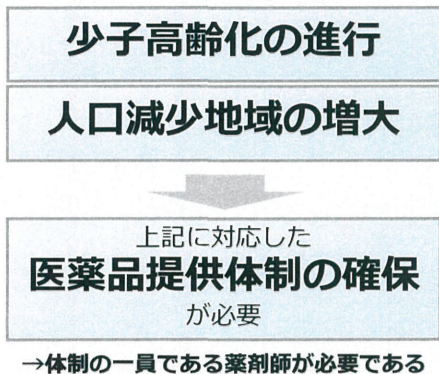 少子高齢化の進行
人口減少地域の増大
上記に対応した
医薬品提供体制の確保
が必要
→体制の一員である薬剤師が必要である